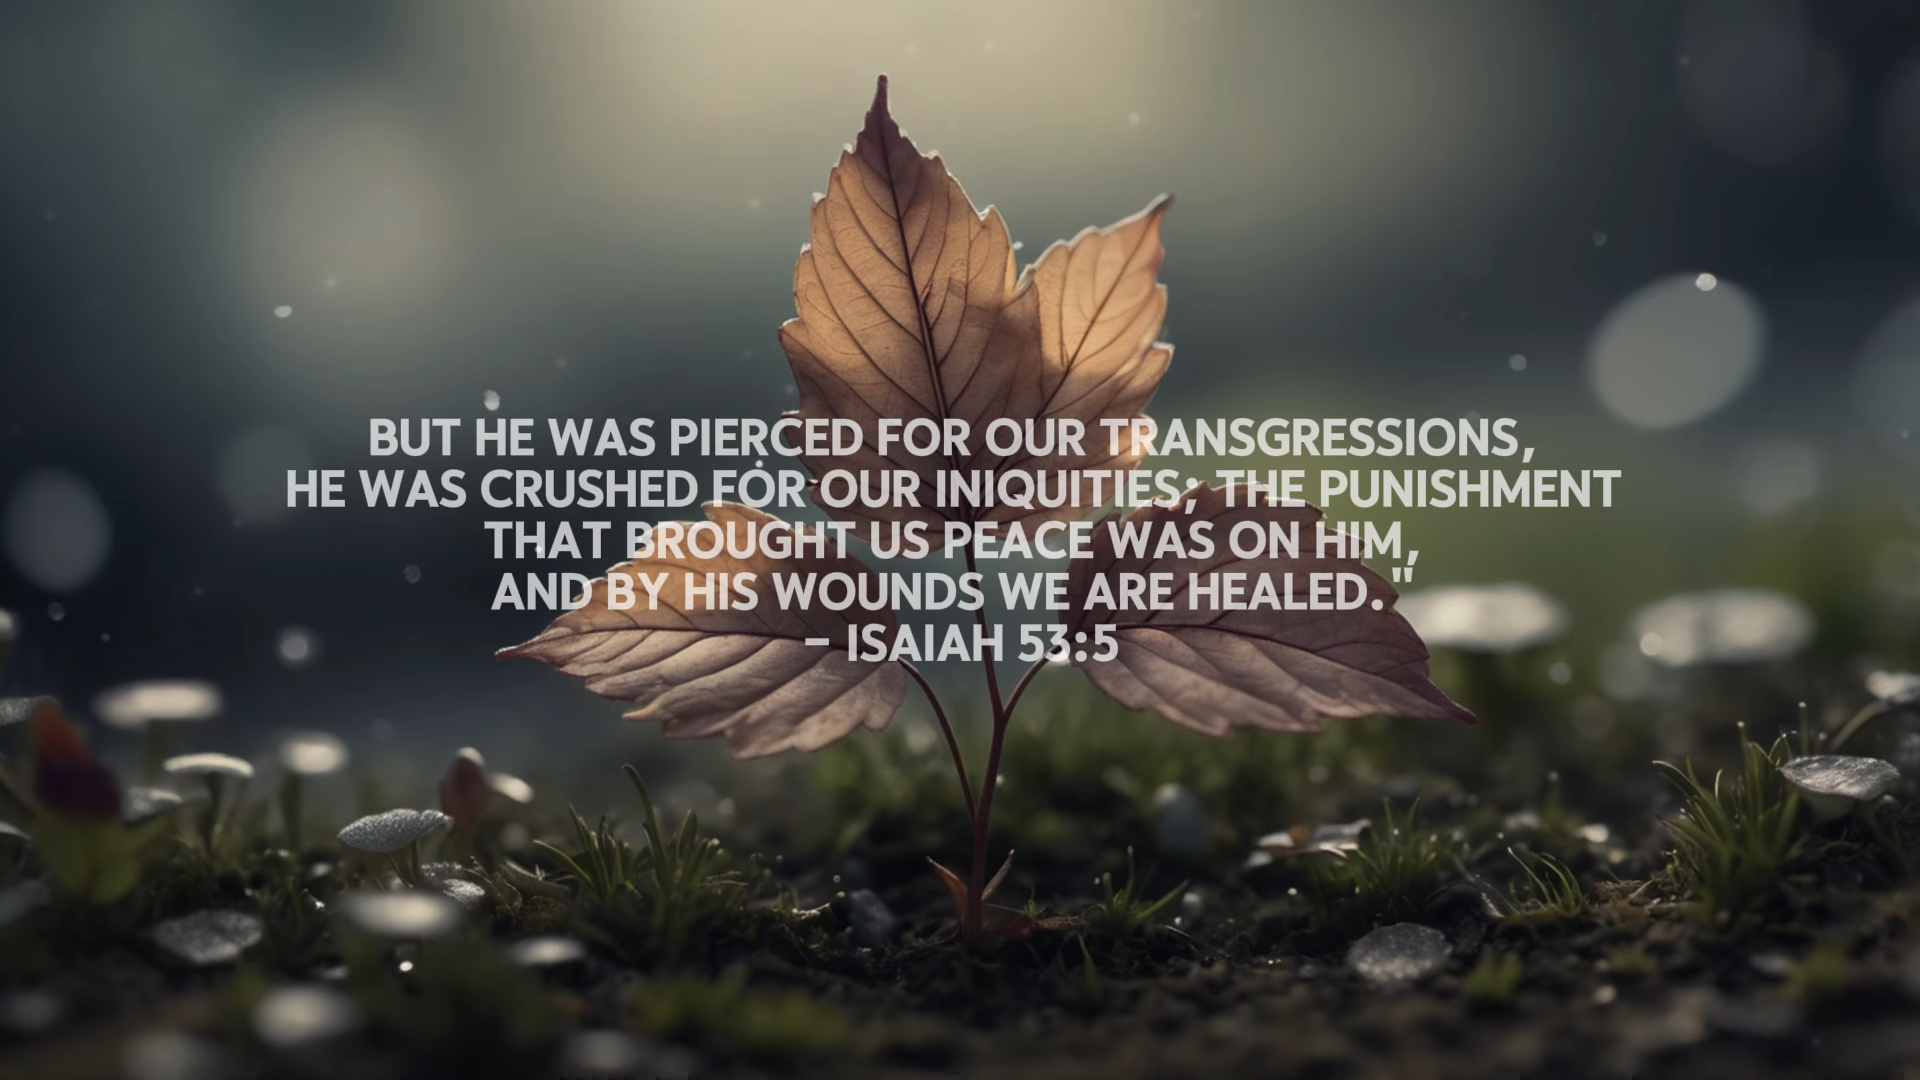 BUT HE WAS PIERCED FOR OUR TRANSGRESSIONS,
HE WAS CRUSHED FOR OUR INIQUITIES; THE PUNISHMENT
THAT BROUGHT US PEACE WAS ON HIM,
AND BY HIS WOUNDS WE ARE HEALED."
– ISAIAH 53:5